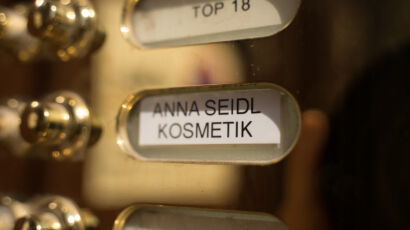 TOP 18
ANNA SEIDL
KOSMETIK